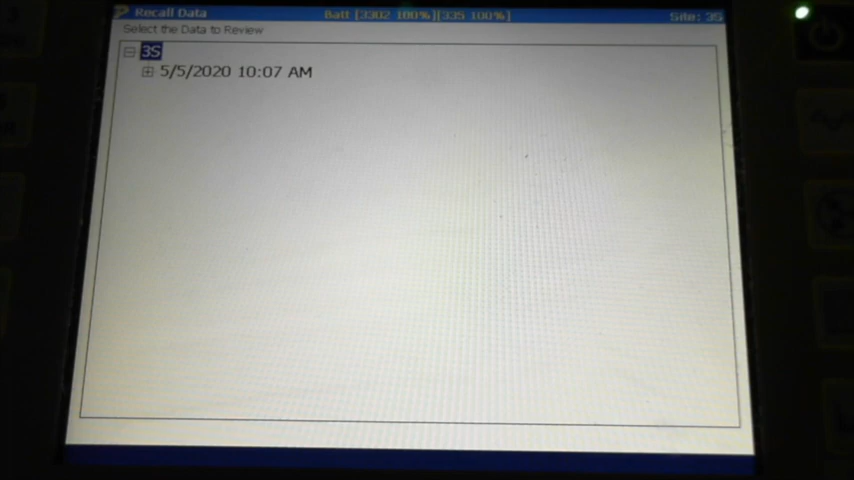 Recall Data Batt [3302 100%][335 100%] Site: 3S
Select the Data to Review
3S
5/5/2020 10:07 AM